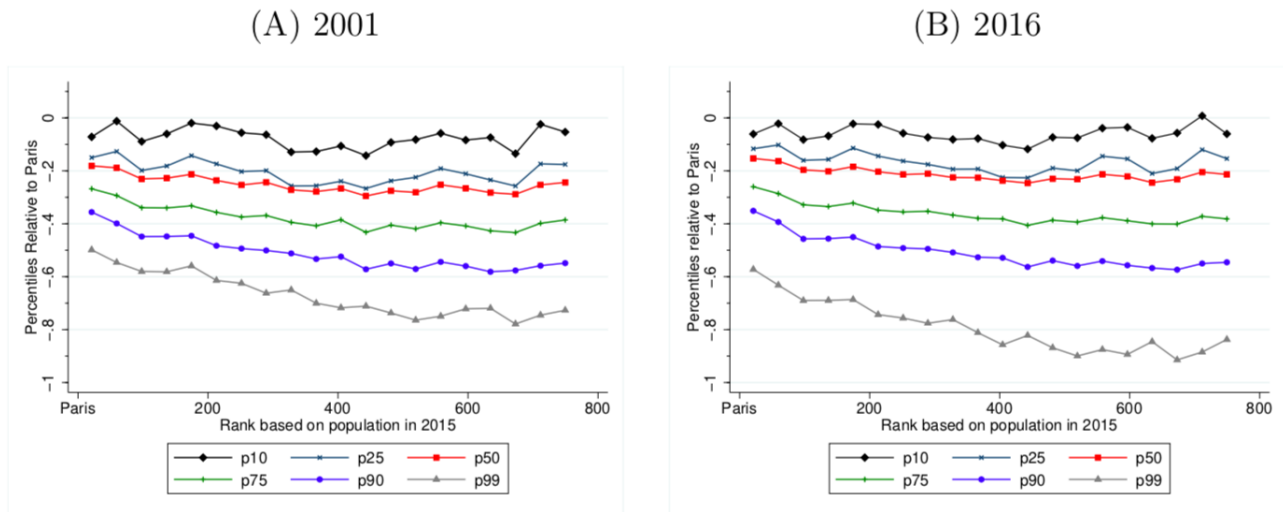 (A) 2001
Percentiles Relative to Paris
0
-.2
-.4
-.6
-.8
-1
Paris 200 400 600 800
Rank based on population in 2015
p10 p25 p50
p75 p90 p99
(B) 2016
Percentiles relative to Paris
0
-.2
-.4
-.6
-.8
-1
Paris 200 400 600 800
Rank based on population in 2015
p10 p25 p50
p75 p90 p99